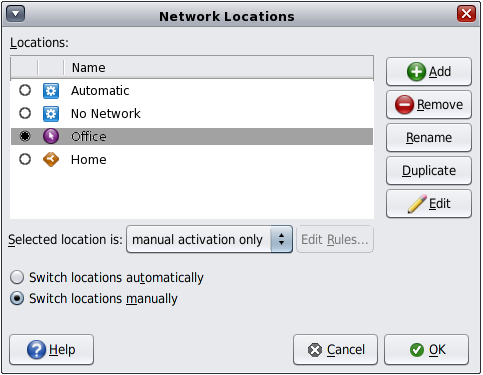 Network Locations
Locations:
Name
Automatic
No Network
Office
Home
Add
Remove
Rename
Duplicate
Edit
Selected location is: manual activation only Edit Rules...
Switch locations automatically
Switch locations manually
Help Cancel OK